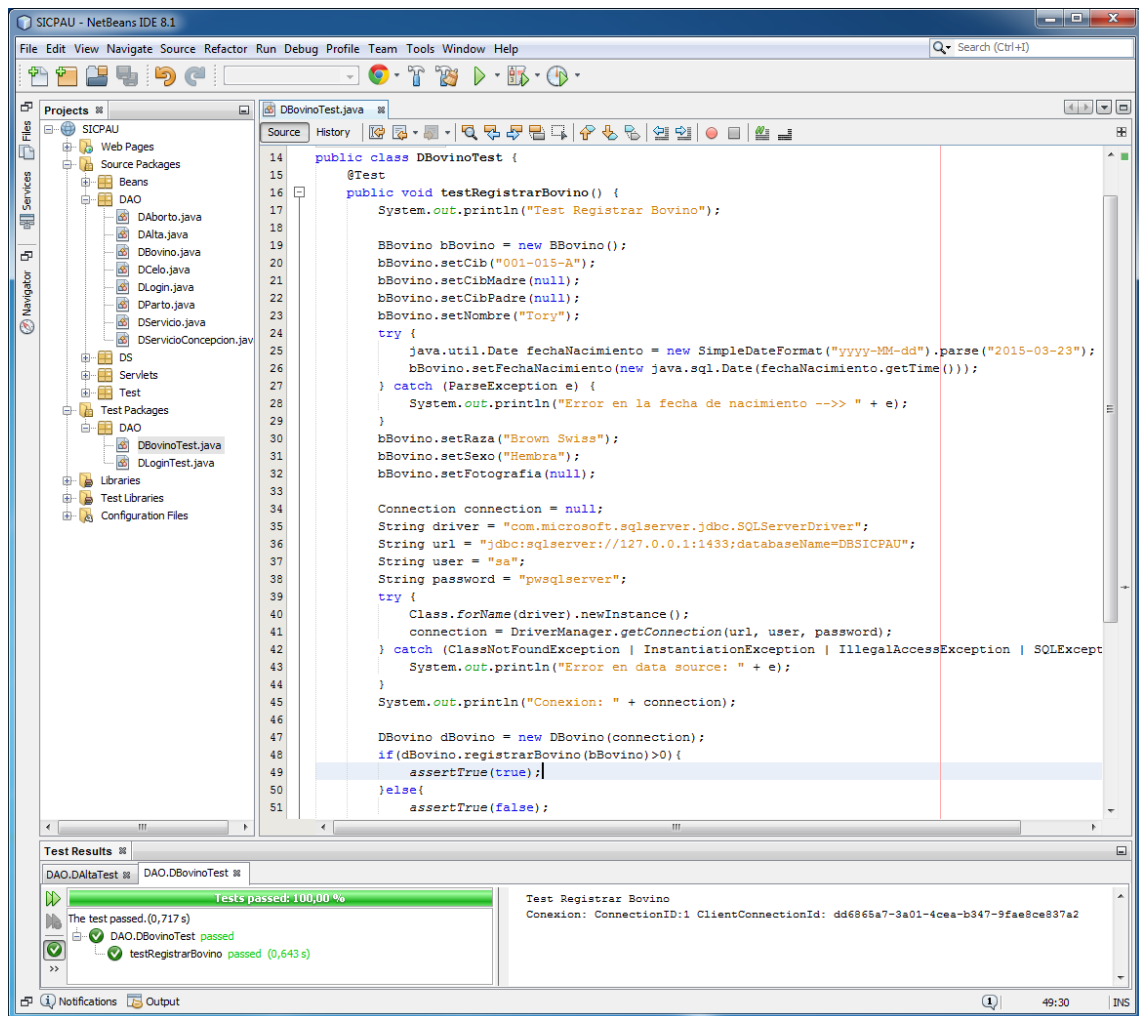 SICPAU - NetBeans IDE 8.1
File Edit View Navigate Source Refactor Run Debug Profile Team Tools Window Help
Search (Ctrl+I)
Files
Services
Navigator
Projects
SICPAU
Web Pages
Source Packages
Beans
DAO
DAborto.java
DAlta.java
DBovino.java
DCelo.java
DLogin.java
DParto.java
DServicio.java
DServicioConcepcion.jav
DS
Servlets
Test
Test Packages
DAO
DBovinoTest.java
DLoginTest.java
Libraries
Test Libraries
Configuration Files
DBovinoTest.java
Source History
14 public class DBovinoTest {
15 @Test
16 public void testRegistrarBovino() {
17 System.out.println("Test Registrar Bovino");
18
19 BBovino bBovino = new BBovino();
20 bBovino.setCib("001-015-A");
21 bBovino.setCibMadre(null);
22 bBovino.setCibPadre(null);
23 bBovino.setNombre("Tory");
24 try {
25 java.util.Date fechaNacimiento = new SimpleDateFormat("yyyy-MM-dd").parse("2015-03-23");
26 bBovino.setFechaNacimiento(new java.sql.Date(fechaNacimiento.getTime()));
27 } catch (ParseException e) {
28 System.out.println("Error en la fecha de nacimiento -->> " + e);
29 }
30 bBovino.setRaza("Brown Swiss");
31 bBovino.setSexo("Hembra");
32 bBovino.setFotografia(null);
33
34 Connection connection = null;
35 String driver = "com.microsoft.sqlserver.jdbc.SQLServerDriver";
36 String url = "jdbc:sqlserver://127.0.0.1:1433;databaseName=DBSICPAU";
37 String user = "sa";
38 String password = "pwsqlserver";
39 try {
40 Class.forName(driver).newInstance();
41 connection = DriverManager.getConnection(url, user, password);
42 } catch (ClassNotFoundException | InstantiationException | IllegalAccessException | SQLExcept
43 System.out.println("Error en data source: " + e);
44 }
45 System.out.println("Conexion: " + connection);
46
47 DBovino dBovino = new DBovino(connection);
48 if(dBovino.registrarBovino(bBovino)>0){
49 assertTrue(true);
50 }else{
51 assertTrue(false);
Test Results
DAO.DAltaTest DAO.DBovinoTest
Tests passed: 100,00 %
The test passed.(0,717 s)
DAO.DBovinoTest passed
testRegistrarBovino passed (0,643 s)
Test Registrar Bovino
Conexion: ConnectionID:1 ClientConnectionId: dd6865a7-3a01-4cea-b347-9fae8ce837a2
Notifications Output
1 49:30 INS